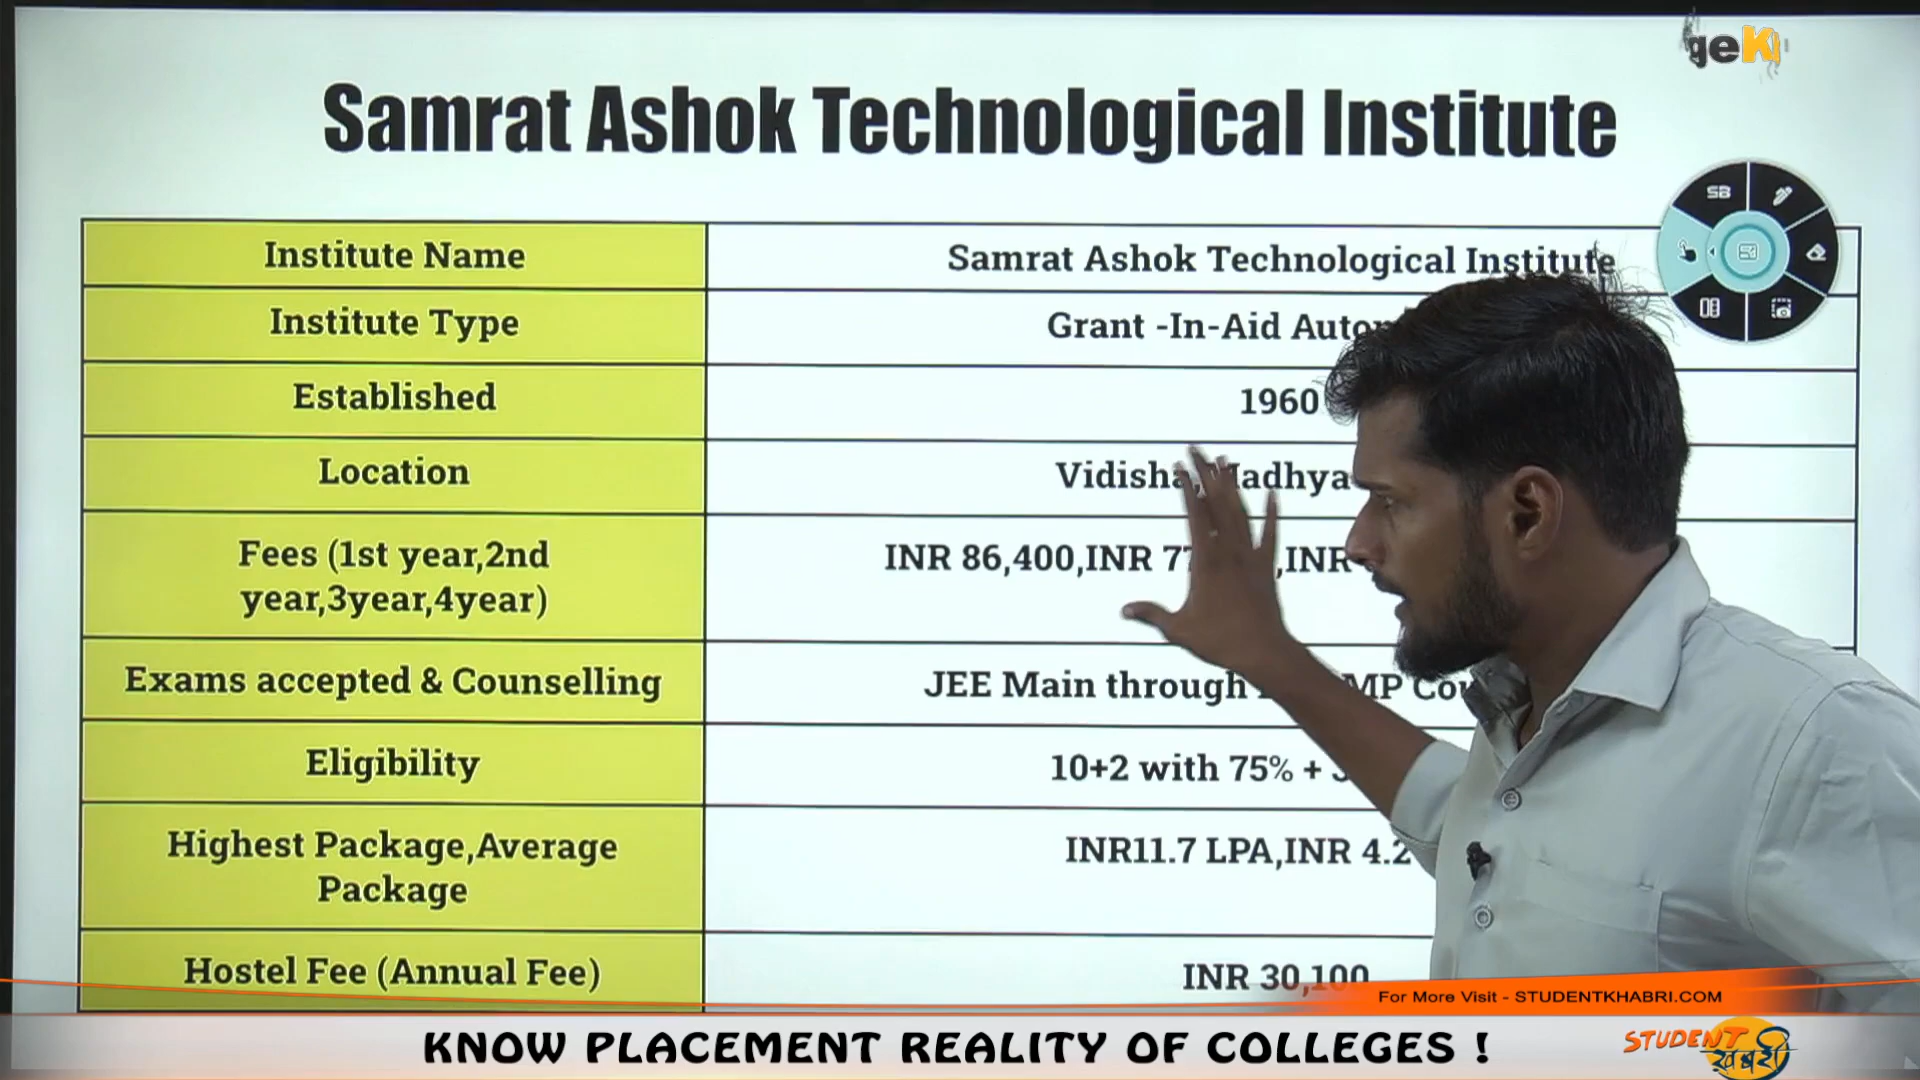 geK
Samrat Ashok Technological Institute
SB
Institute Name
Samrat Ashok Technological Institute
Institute Type
Grant -In-Aid
Established
1960
Location
Vidisha,
Fees (1st year,2nd
year,3year,4year)
INR 86,400,INR ,INR
Exams accepted & Counselling
JEE Main through MP
Eligibility
10+2 with 75% +
Highest Package,Average
Package
INR11.7 LPA,INR 4.2
Hostel Fee (Annual Fee)
INR 30,100
For More Visit - STUDENTKHABRI.COM
KNOW PLACEMENT REALITY OF COLLEGES !
STUDENT
ख़बरी